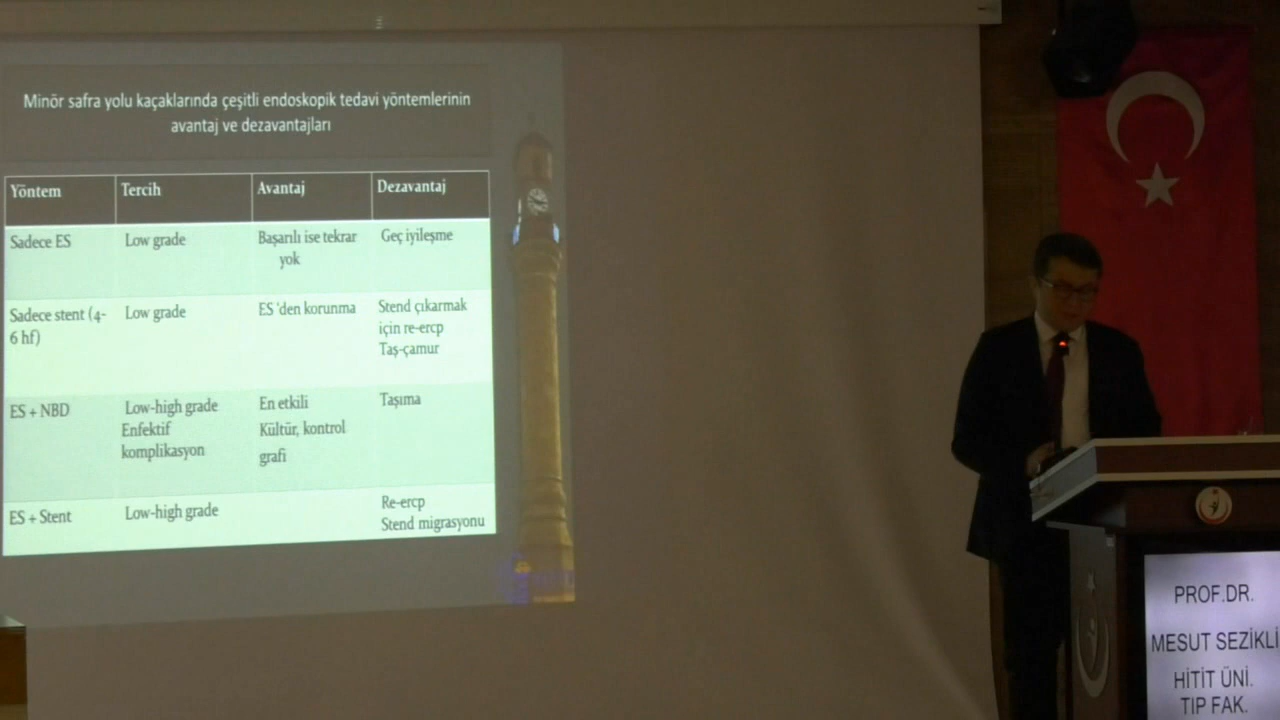 Minör safra yolu kaçaklarında çeşitli endoskopik tedavi yöntemlerinin
avantaj ve dezavantajları
Yöntem Tercih Avantaj Dezavantaj
Sadece ES Low grade Başarılı ise tekrar Geç iyileşme
yok
Sadece stent (4- Low grade ES 'den korunma Stend çıkarmak
6 hf) için re-ercp
Taş-çamur
ES + NBD Low-high grade En etkili Taşıma
Enfektif Kültür, kontrol
komplikasyon grafi
ES + Stent Low-high grade Re-ercp
Stend migrasyonu
PROF.DR.
MESUT SEZİKLİ
HİTİT ÜNİ.
TIP FAK.